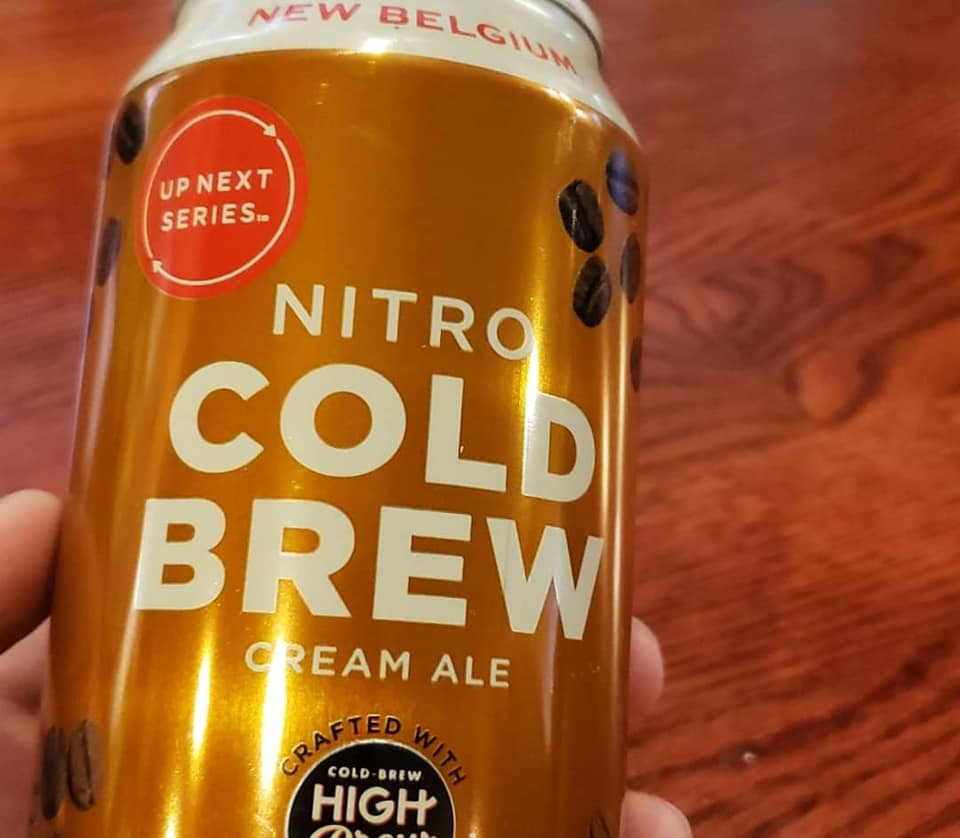 NEW BELGIUM
UP NEXT
SERIES
NITRO
COLD
BREW
CREAM ALE
CRAFTED WITH
COLD-BREW
HIGH